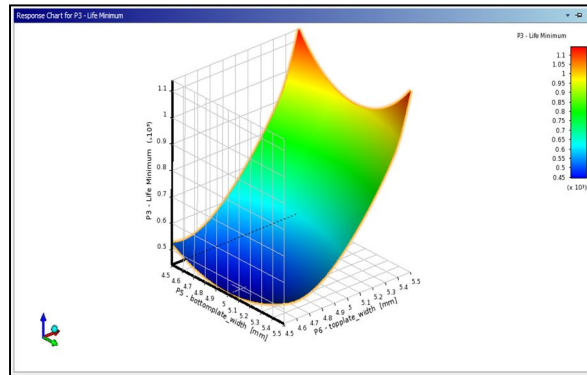 Response Chart for P3 - Life Minimum
P3 - Life Minimum
1.1
1
0.9
0.8
0.7
0.6
0.5
P3 - Life Minimum (.10³)
4.5 4.6 4.7 4.8 4.9 5 5.1 5.2 5.3 5.4 5.5
P5 - bottomplate_width [mm]
4.5 4.6 4.7 4.8 4.9 5 5.1 5.2 5.3 5.4 5.5
P6 - topplate_width [mm]
1.1
1.05
1
0.95
0.9
0.85
0.8
0.75
0.7
0.65
0.6
0.55
0.5
0.45
(x 10³)